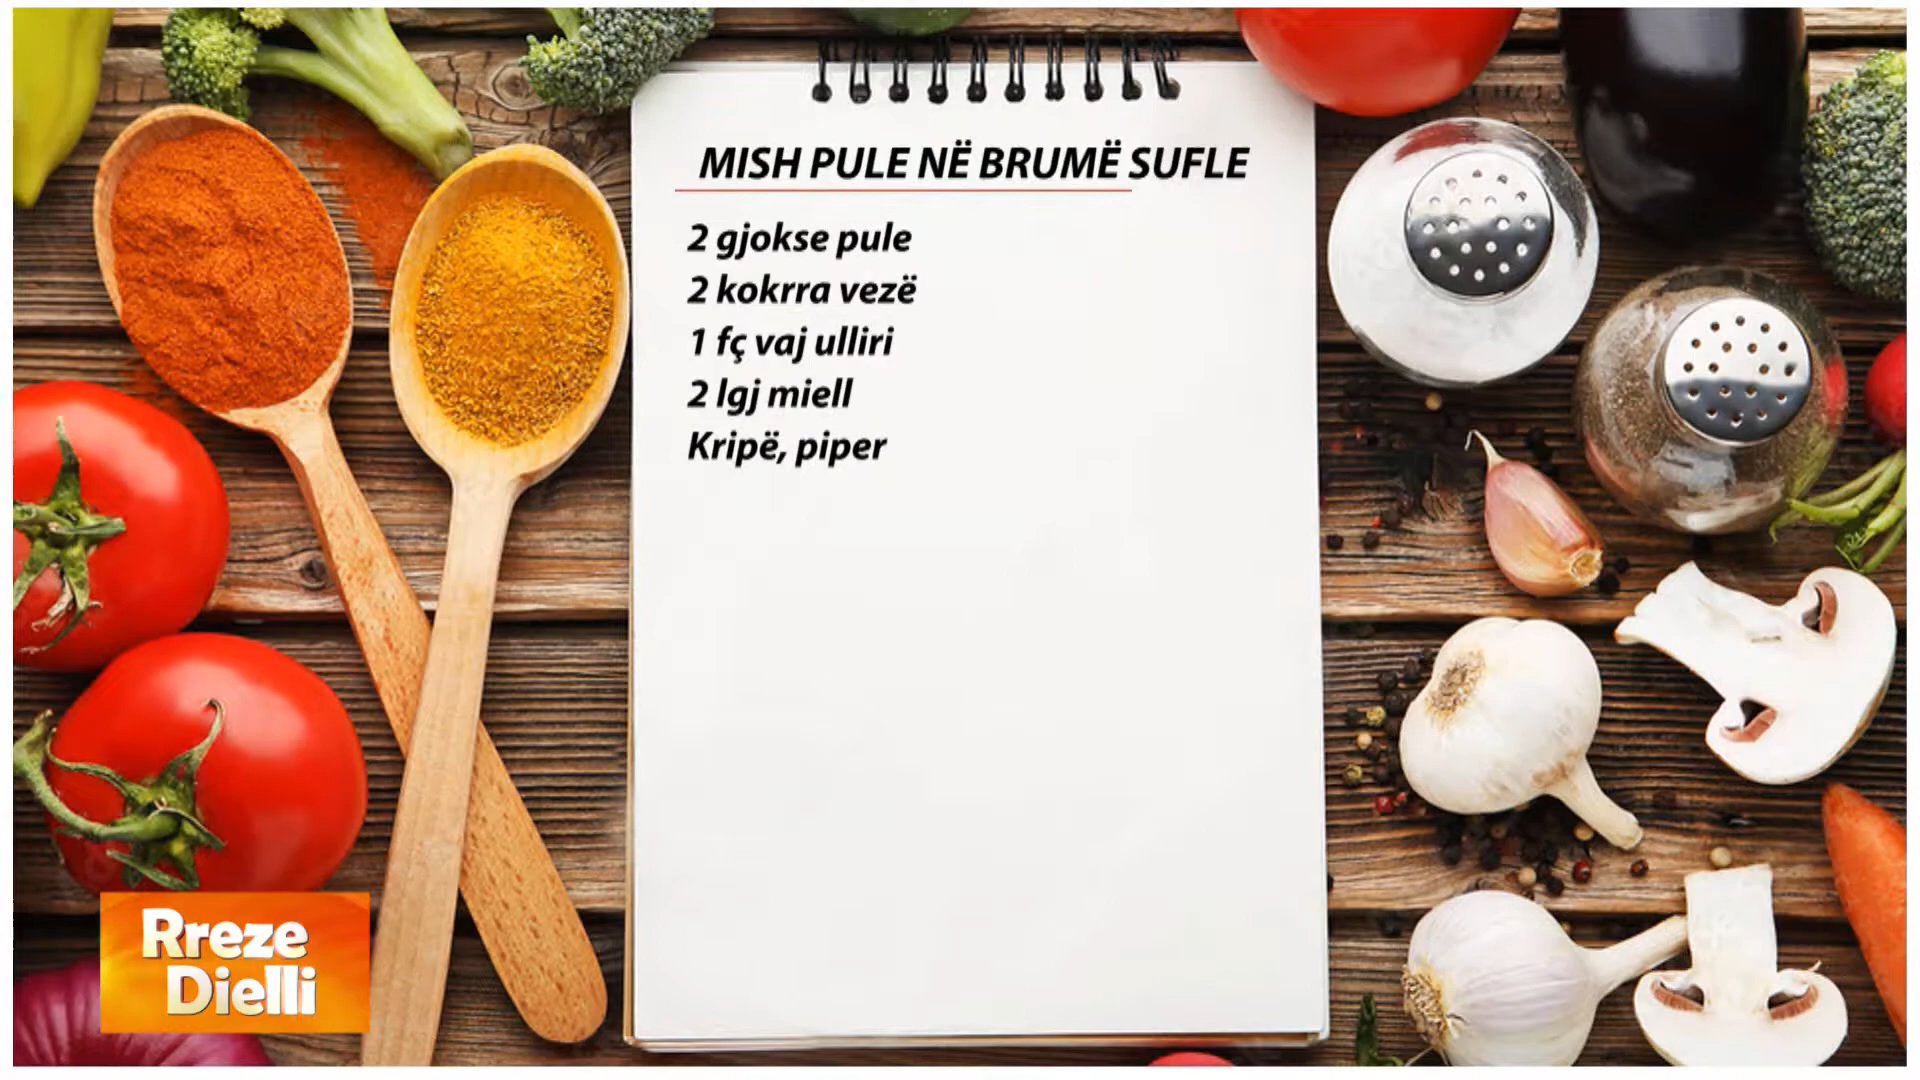 MISH PULE NË BRUMË SUFLE
2 gjokse pule
2 kokrra vezë
1 fç vaj ulliri
2 lgj miell
Kripë, piper
Rreze
Dielli